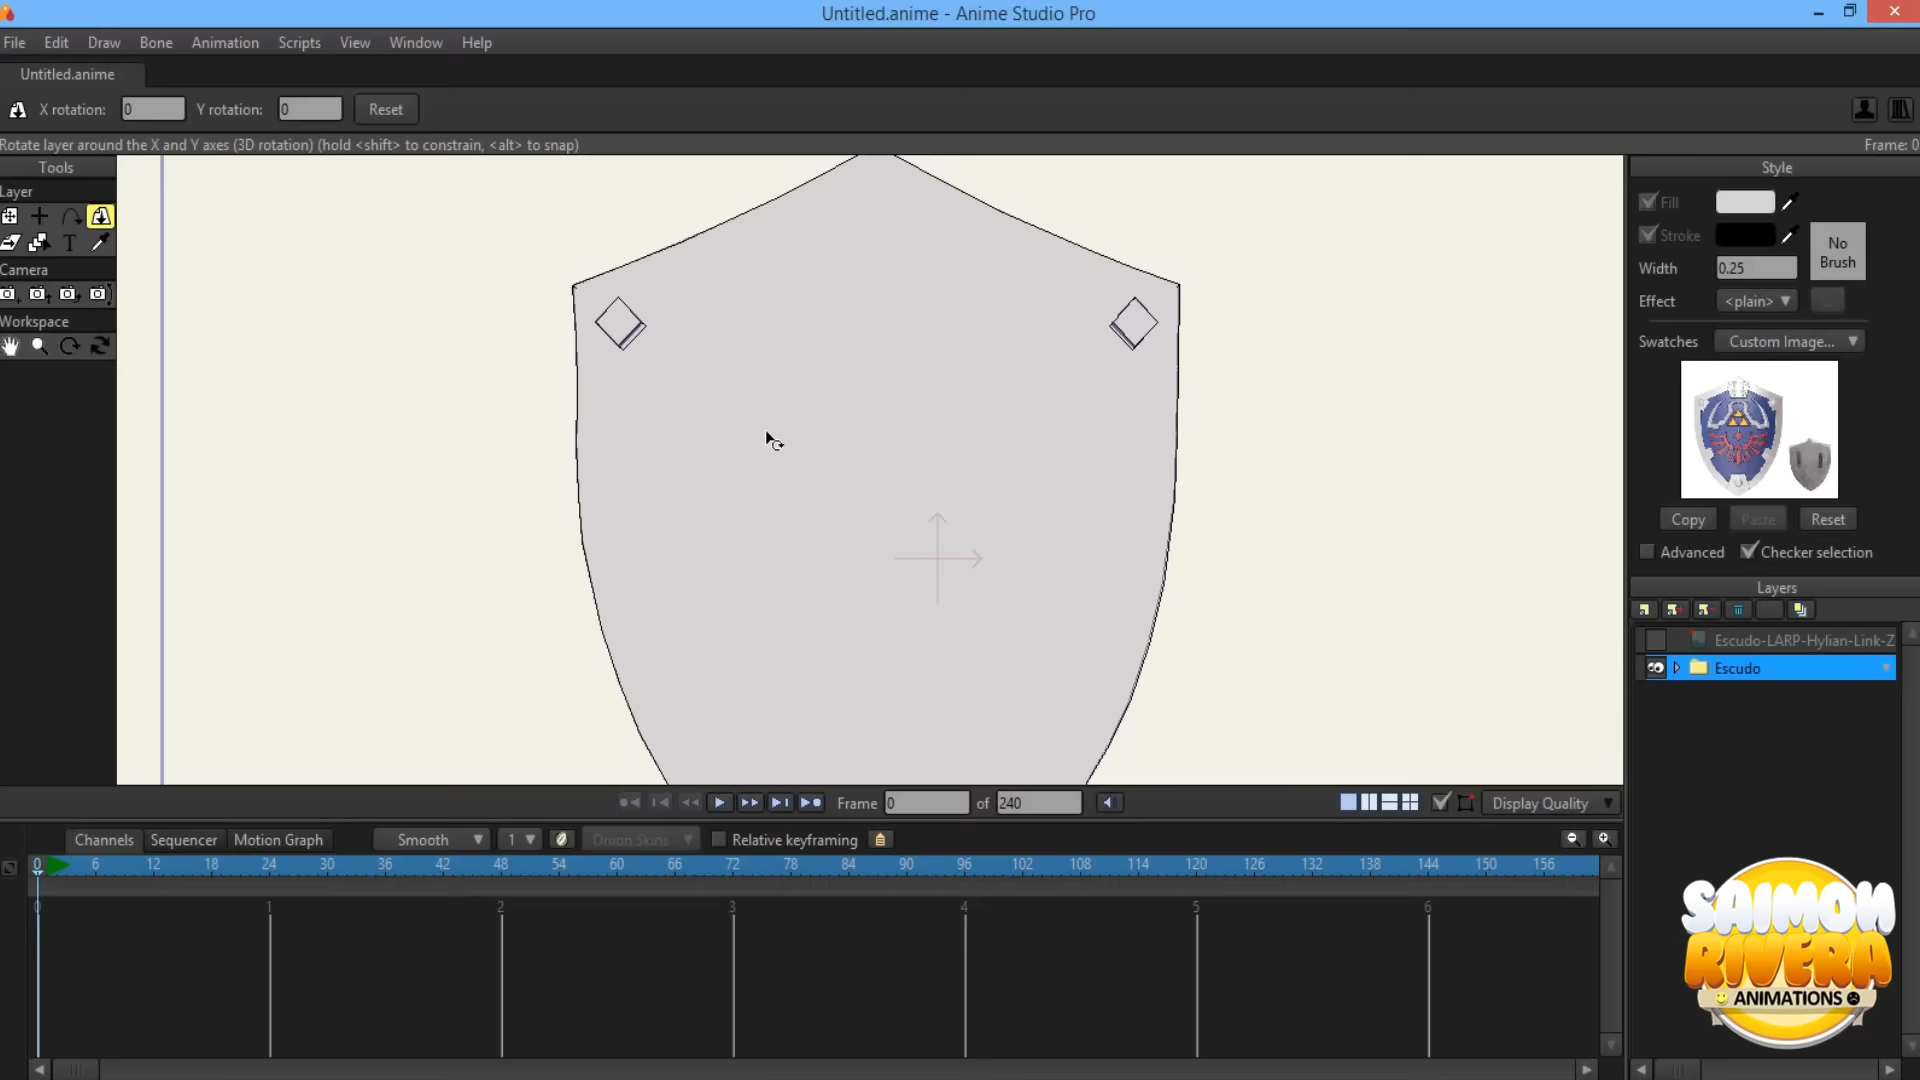 Untitled.anime - Anime Studio Pro
File Edit Draw Bone Animation Scripts View Window Help
Untitled.anime
X rotation: 0 Y rotation: 0 Reset
Rotate layer around the X and Y axes (3D rotation) (hold <shift> to constrain, <alt> to snap) Frame: 0
Tools
Layer
T
Camera
Workspace
Style
Fill
Stroke
No
Brush
Width 0.25
Effect <plain>
Swatches Custom Image...
Copy Paste Reset
Advanced Checker selection
Layers
Escudo-LARP-Hylian-Link-Z
Escudo
Frame 0 of 240 Display Quality
Channels Sequencer Motion Graph Smooth 1 Onion Skins Relative keyframing
0 6 12 18 24 30 36 42 48 54 60 66 72 78 84 90 96 102 108 114 120 126 132 138 144 150 156
0 1 2 3 4 5 6
SAIMON
RIVERA
ANIMATIONS